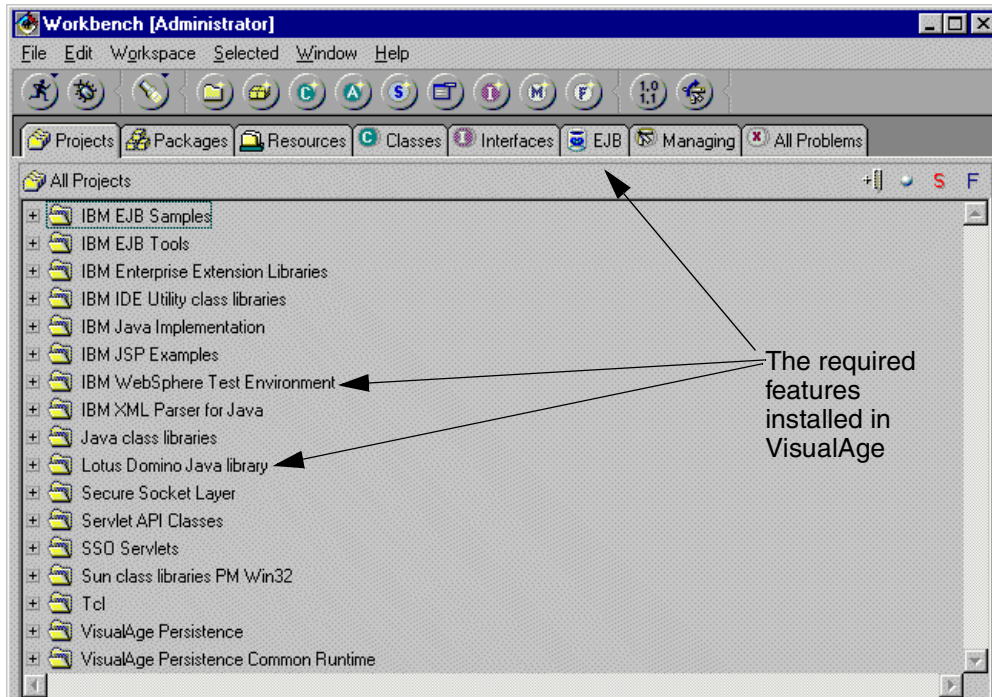 Workbench [Administrator]
File Edit Workspace Selected Window Help
C A S I M F 1.0 1.1
Projects Packages Resources C Classes I Interfaces EJB Managing X All Problems
All Projects S F
IBM EJB Samples
IBM EJB Tools
IBM Enterprise Extension Libraries
IBM IDE Utility class libraries
IBM Java Implementation
IBM JSP Examples
IBM WebSphere Test Environment
IBM XML Parser for Java
Java class libraries
Lotus Domino Java library
Secure Socket Layer
Servlet API Classes
SSO Servlets
Sun class libraries PM Win32
Tcl
VisualAge Persistence
VisualAge Persistence Common Runtime
The required
features
installed in
VisualAge